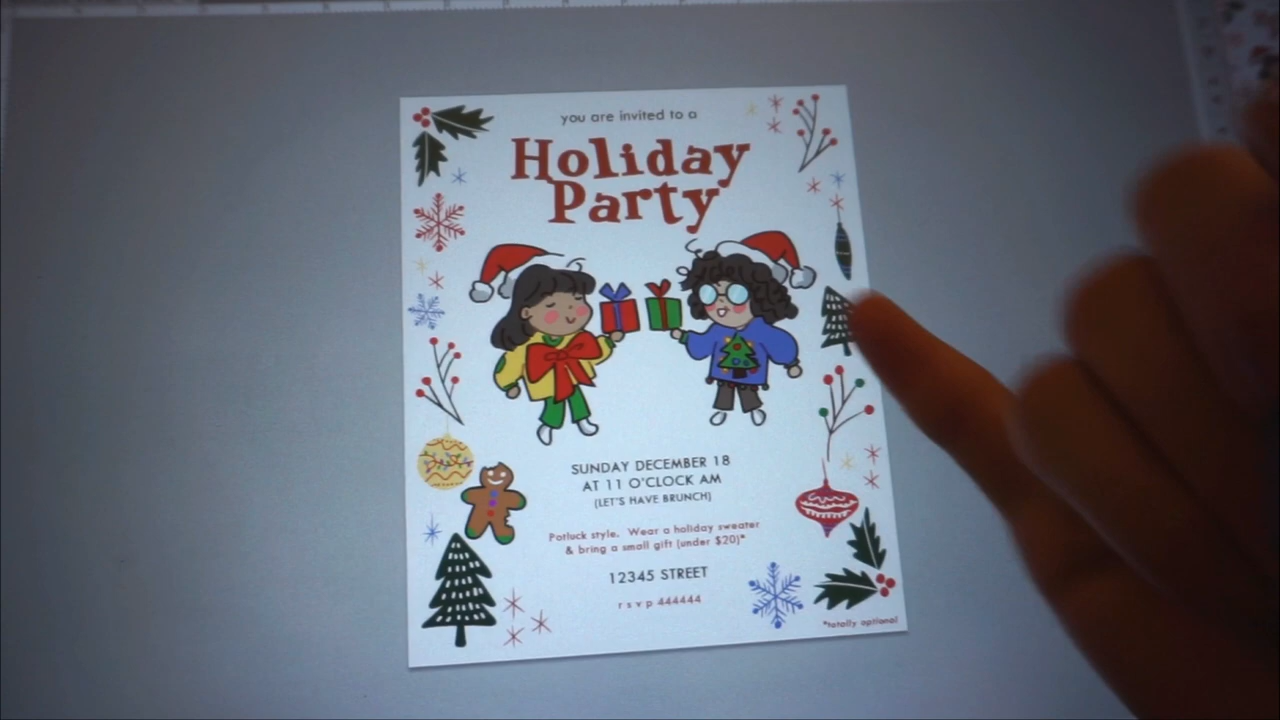 you are invited to a
Holiday
Party
SUNDAY DECEMBER 18
AT 11 O'CLOCK AM
(LET'S HAVE BRUNCH)
Potluck style. Wear a holiday sweater
& bring a small gift (under $20)*
12345 STREET
rsvp 444444
*totally optional